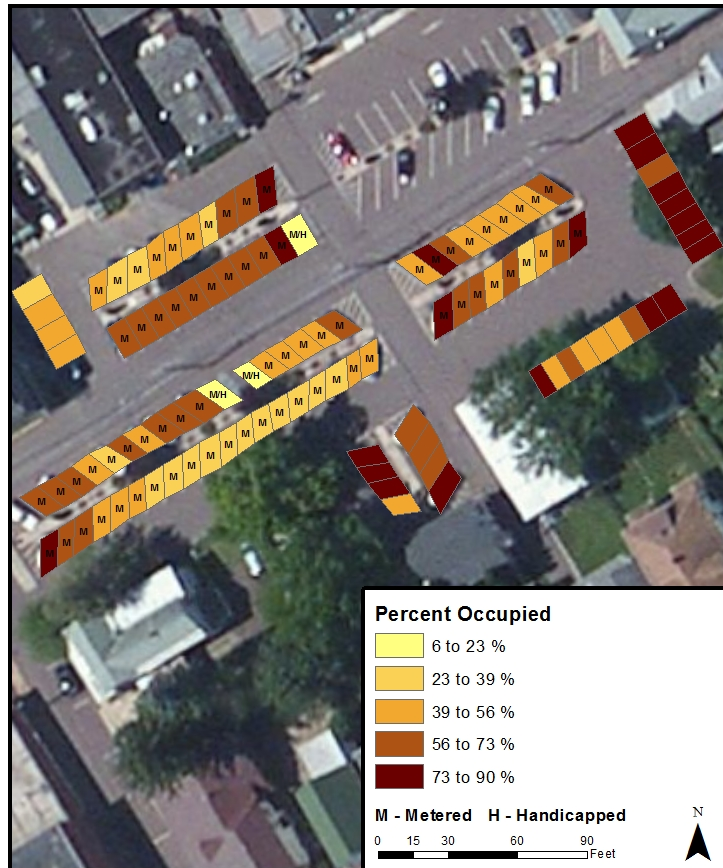 M M M M M M M M M M
M M M M M M M M M M M/H
M M M M M M M M M
M M M M M M M M M
M M M M M M M M M M M/H M/H M M M M M
M M M M M M M M M M M M M M M M M M M
Percent Occupied
6 to 23 %
23 to 39 %
39 to 56 %
56 to 73 %
73 to 90 %
M - Metered H - Handicapped
0 15 30 60 90
Feet
N